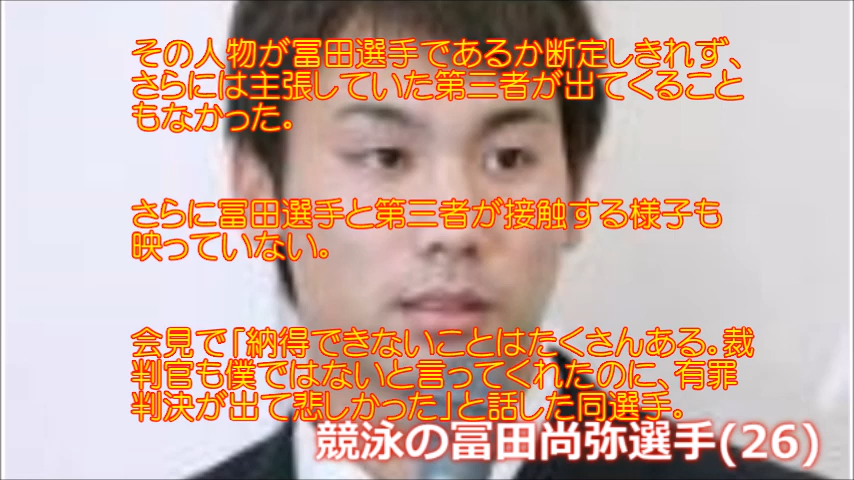 その人物が冨田選手であるか断定しきれず、
さらには主張していた第三者が出てくること
もなかった。
さらに冨田選手と第三者が接触する様子も
映っていない。
会見で「納得できないことはたくさんある。裁
判官も僕ではないと言ってくれたのに、有罪
判決が出て悲しかった」と話した同選手。
競泳の冨田尚弥選手(26)